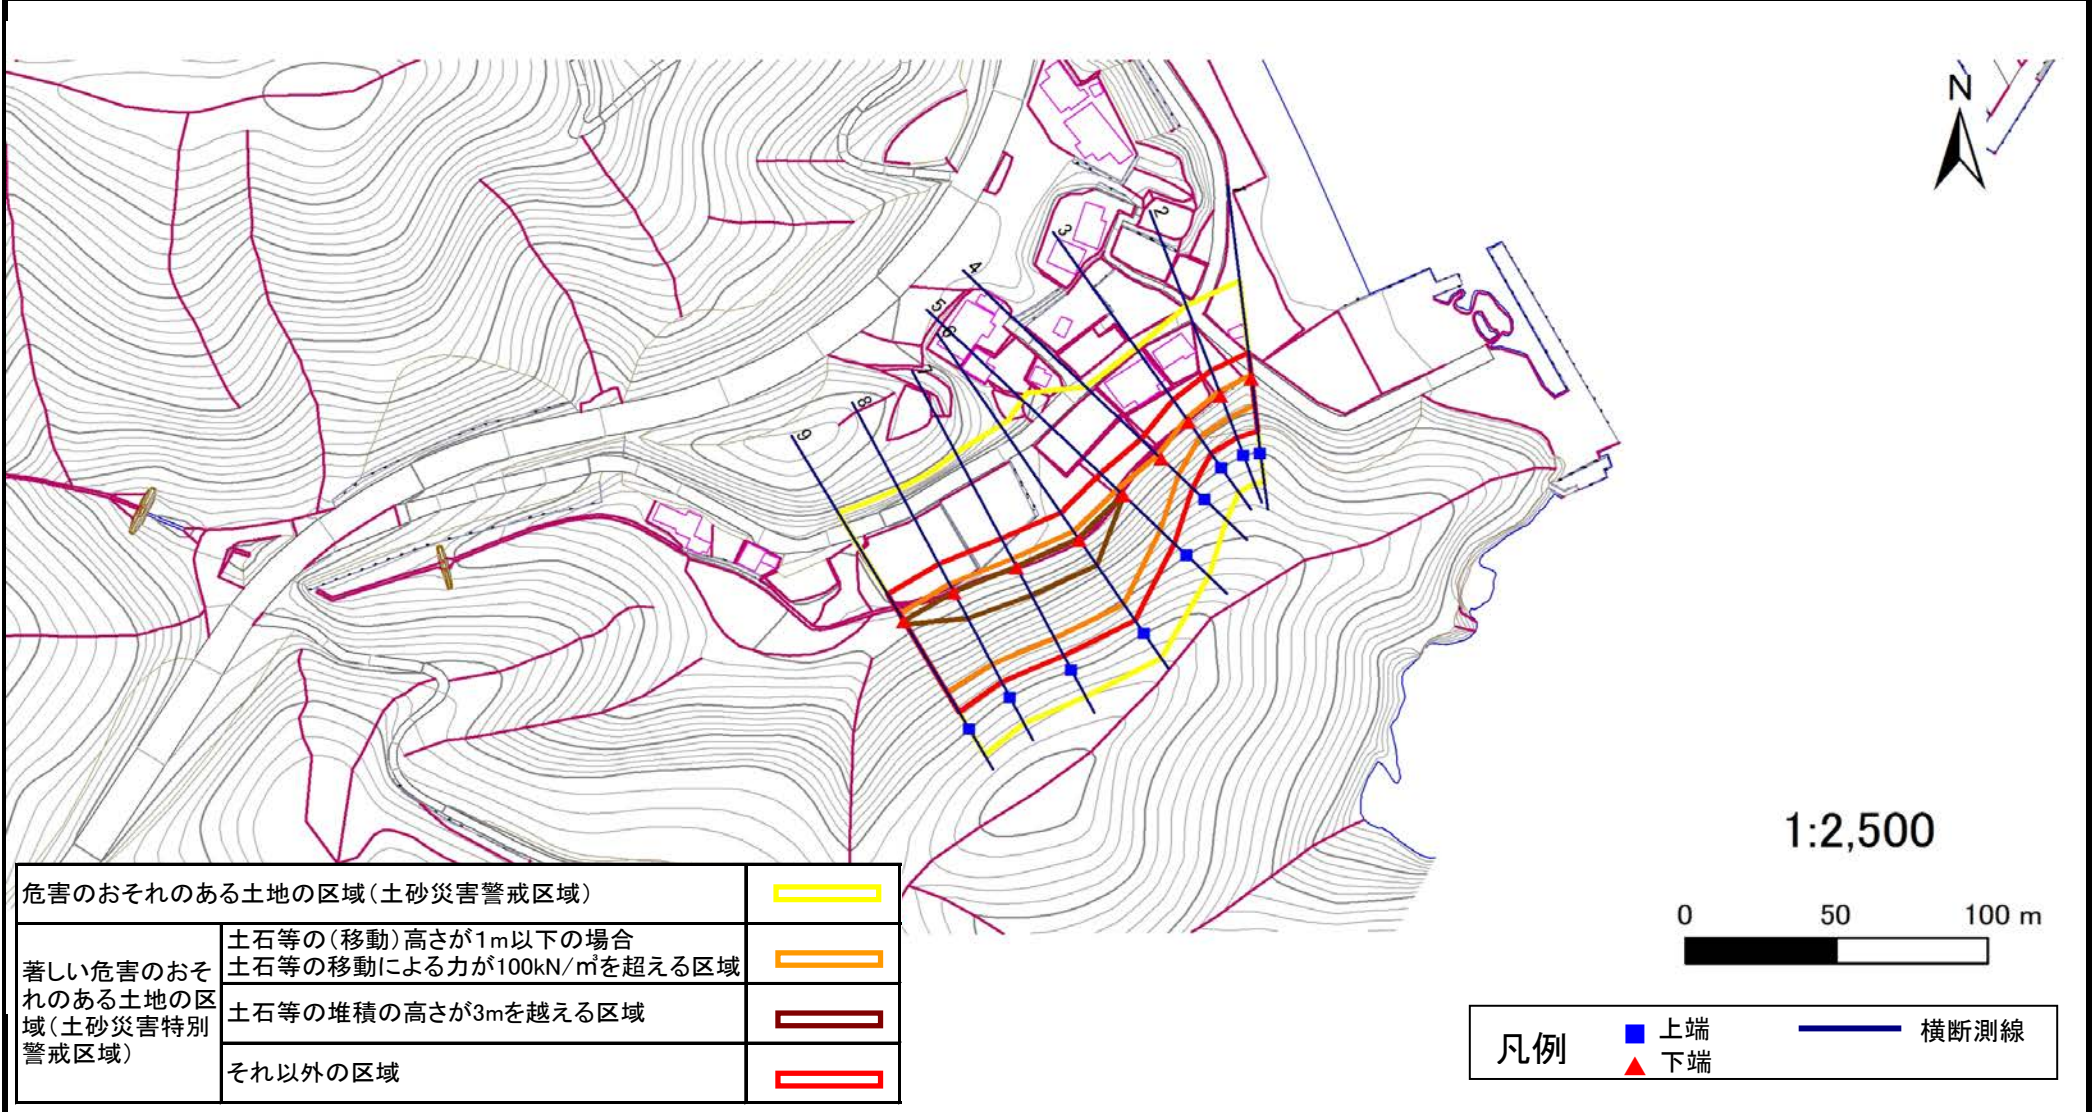 N
1
2
3
4
5
6
7
8
9
1:2,500
0 50 100 m
危害のおそれのある土地の区域(土砂災害警戒区域)
著しい危害のおそ
れのある土地の区
域(土砂災害特別
警戒区域)
土石等の(移動)高さが1m以下の場合
土石等の移動による力が100kN/㎡を超える区域
土石等の堆積の高さが3mを越える区域
それ以外の区域
凡例
上端
下端
横断測線